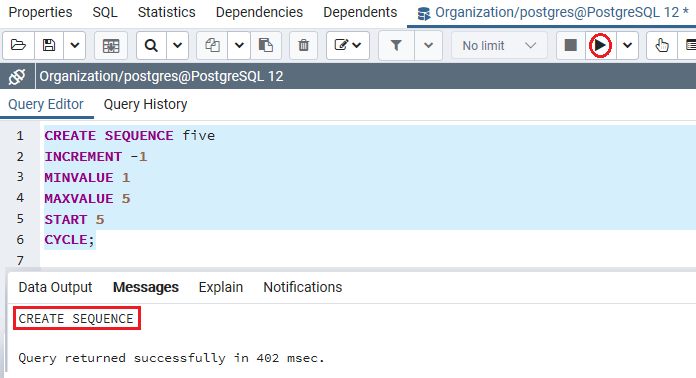 Properties SQL Statistics Dependencies Dependents Organization/postgres@PostgreSQL 12 *
No limit
Organization/postgres@PostgreSQL 12
Query Editor Query History
1 CREATE SEQUENCE five
2 INCREMENT -1
3 MINVALUE 1
4 MAXVALUE 5
5 START 5
6 CYCLE;
7
Data Output Messages Explain Notifications
CREATE SEQUENCE
Query returned successfully in 402 msec.